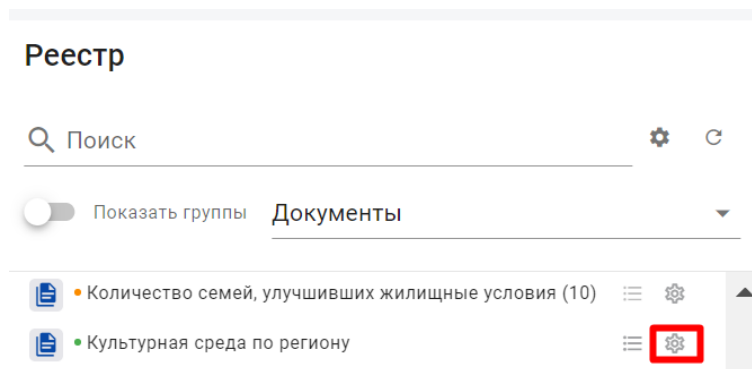 Реестр
Поиск
Показать группы Документы
Количество семей, улучшивших жилищные условия (10)
Культурная среда по региону